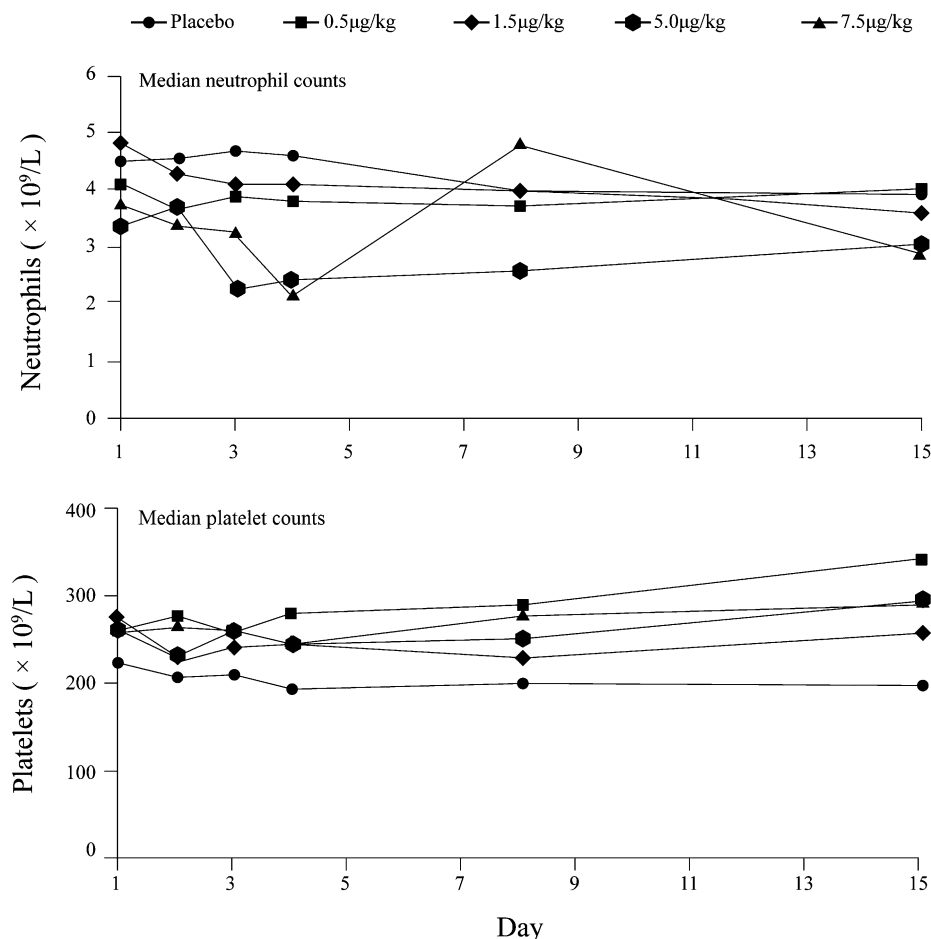 Placebo 0.5μg/kg 1.5μg/kg 5.0μg/kg 7.5μg/kg
Median neutrophil counts
Neutrophils ( × 10⁹/L )
6
5
4
3
2
1
0
1 3 5 7 9 11 13 15
Median platelet counts
Platelets ( × 10⁹/L )
400
300
200
100
0
1 3 5 7 9 11 13 15
Day